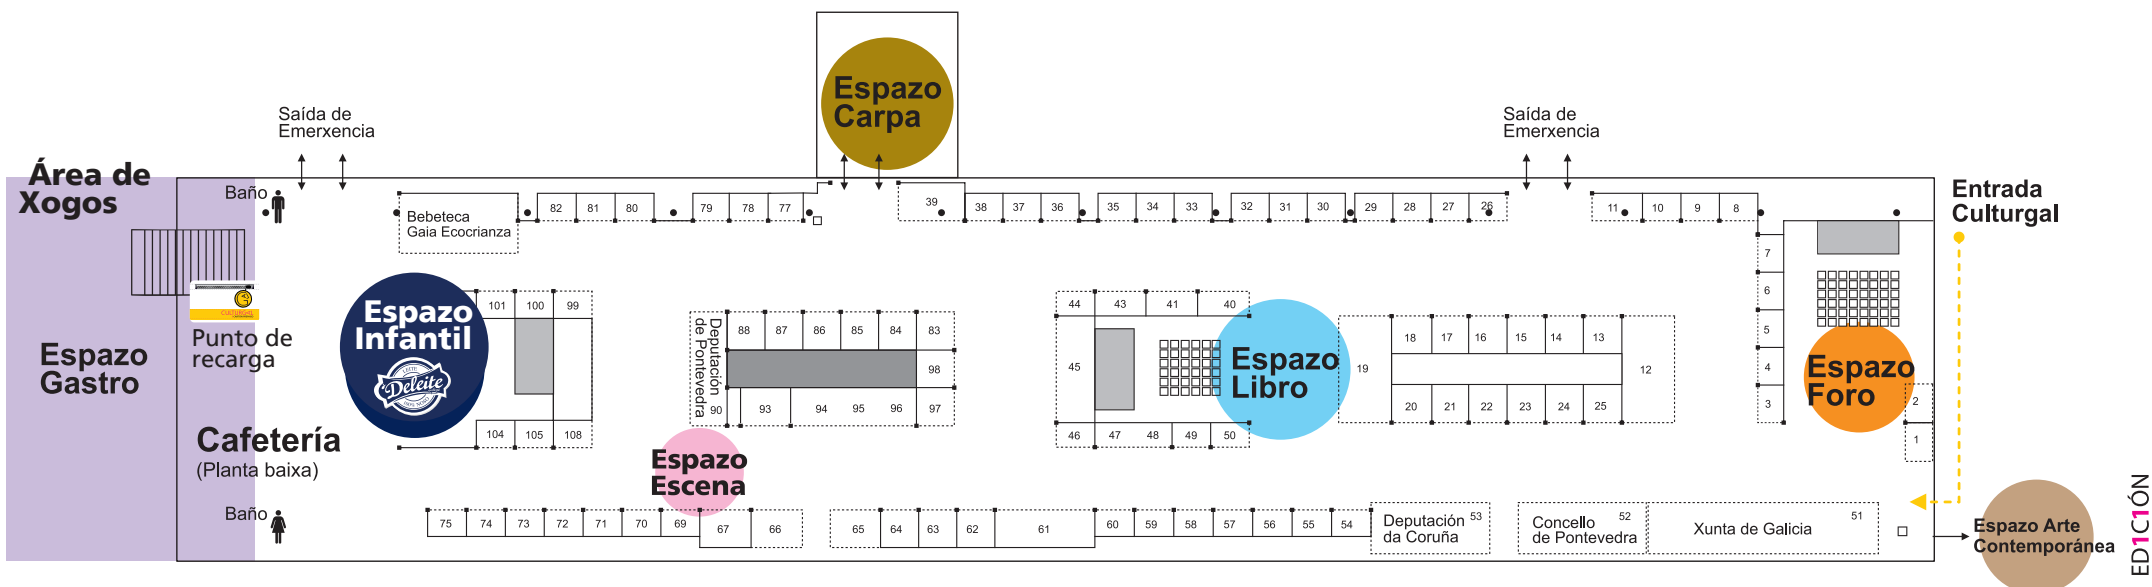 Espazo
Carpa
Saída de
Emerxencia
Saída de
Emerxencia
Área de
Xogos
Baño
Bebeteca
Gaia Ecocrianza
82 81 80 79 78 77
39 38 37 36 35 34 33 32 31 30 29 28 27 26
11 10 9 8
Entrada
Culturgal
7
6
5
4
3
2
1
Espazo
Foro
Espazo
Infantil
LEITE
Deleite
101 100 99
104 105 108
CULTURGAL
Punto de
recarga
Espazo
Gastro
Deputación
de Pontevedra
88 87 86 85 84 83
98
90 93 94 95 96 97
44 43 41 40
45
Espazo
Libro
46 47 48 49 50
18 17 16 15 14 13
19 12
20 21 22 23 24 25
Cafetería
(Planta baixa)
Espazo
Escena
Baño
75 74 73 72 71 70 69 67 66
65 64 63 62 61 60 59 58 57 56 55 54
Deputación 53
da Coruña
Concello 52
de Pontevedra
Xunta de Galicia 51
Espazo Arte
Contemporánea
ED1C1ÓN